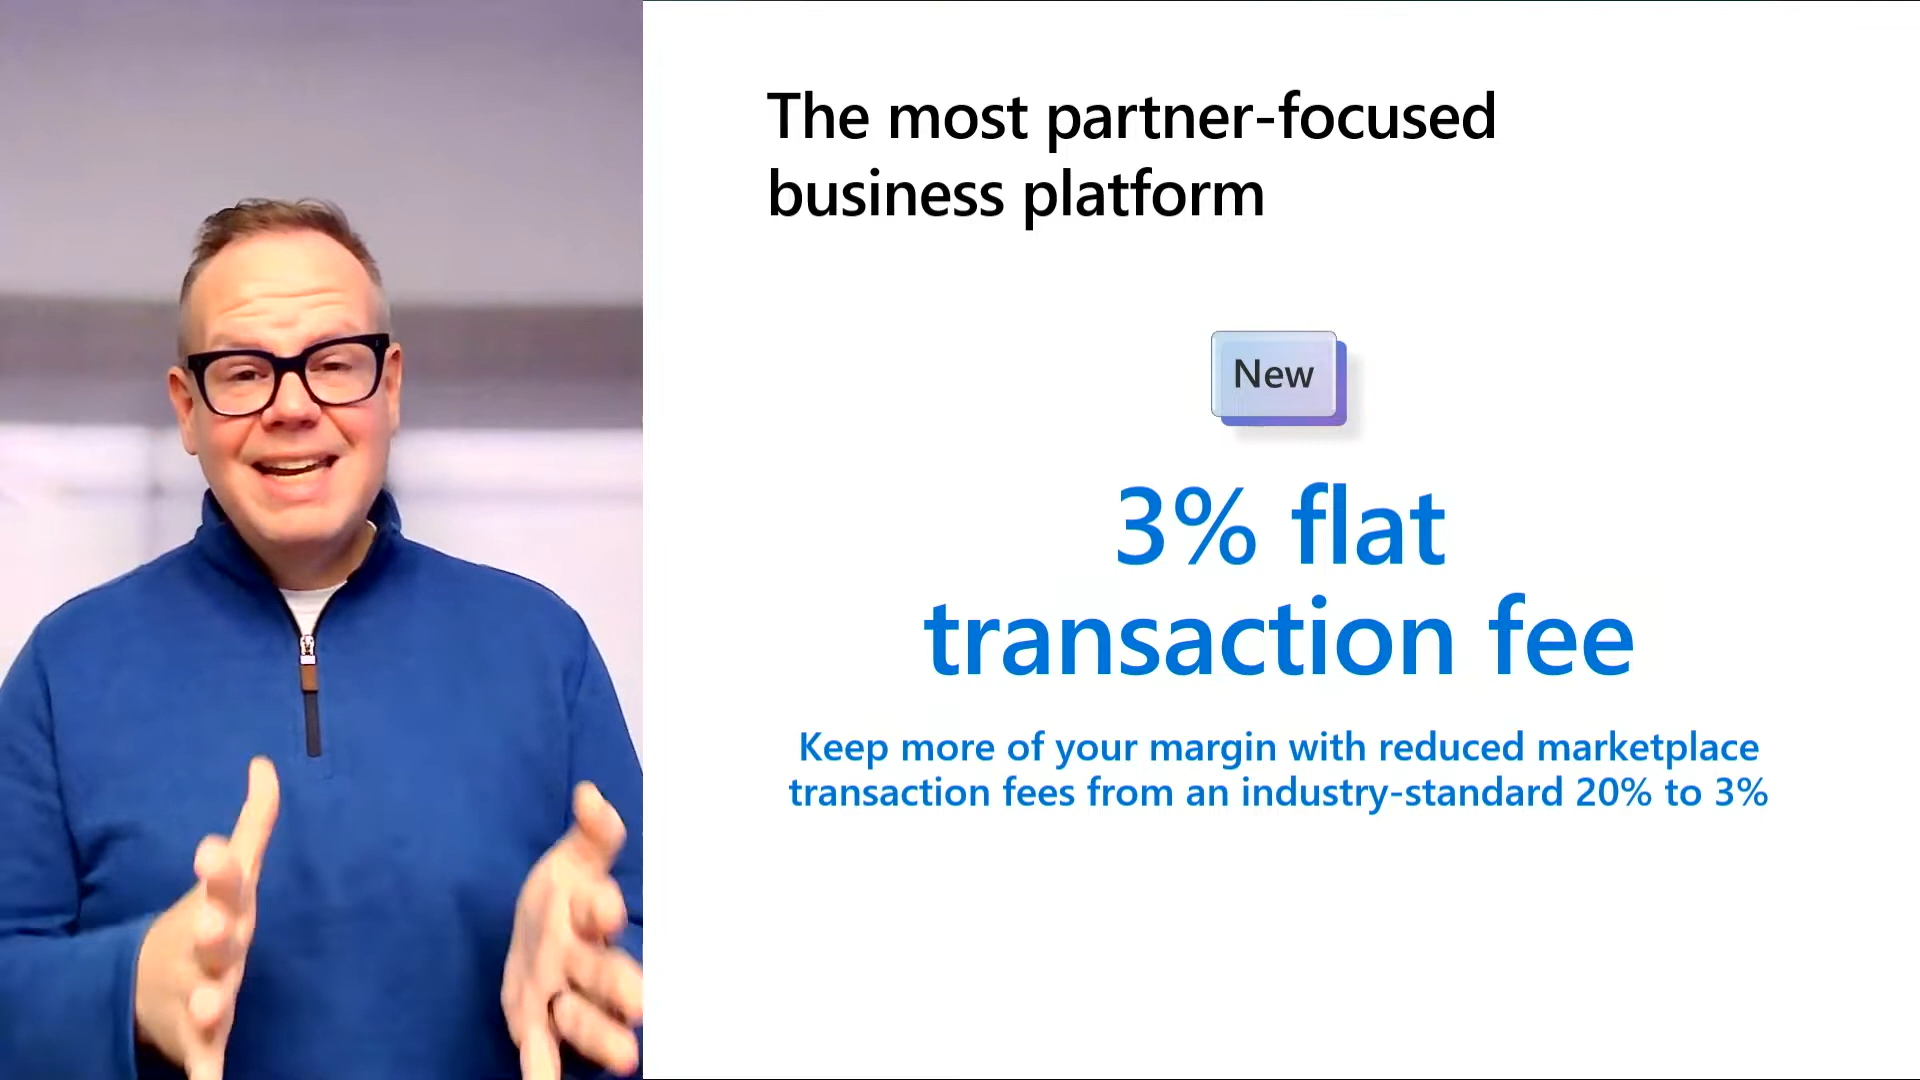 The most partner-focused
business platform
New
3% flat
transaction fee
Keep more of your margin with reduced marketplace
transaction fees from an industry-standard 20% to 3%